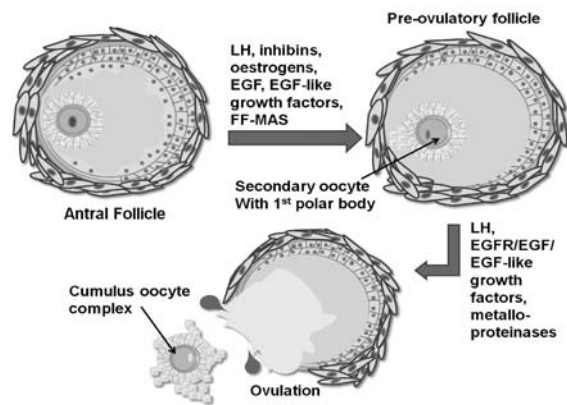 Pre-ovulatory follicle
LH, inhibins,
oestrogens,
EGF, EGF-like
growth factors,
FF-MAS
Antral Follicle
Secondary oocyte
With 1st polar body
LH,
EGFR/EGF/
EGF-like
growth
factors,
metallo-
proteinases
Cumulus oocyte
complex
Ovulation